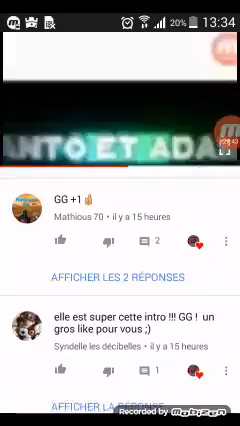 20% 13:34
ANTO ET ADA
GG +1
Mathious 70 • il y a 15 heures
2
AFFICHER LES 2 RÉPONSES
elle est super cette intro !!! GG ! un
gros like pour vous ;)
Syndelle les décibelles • il y a 15 heures
1
AFFICHER LA
Recorded by mobizen